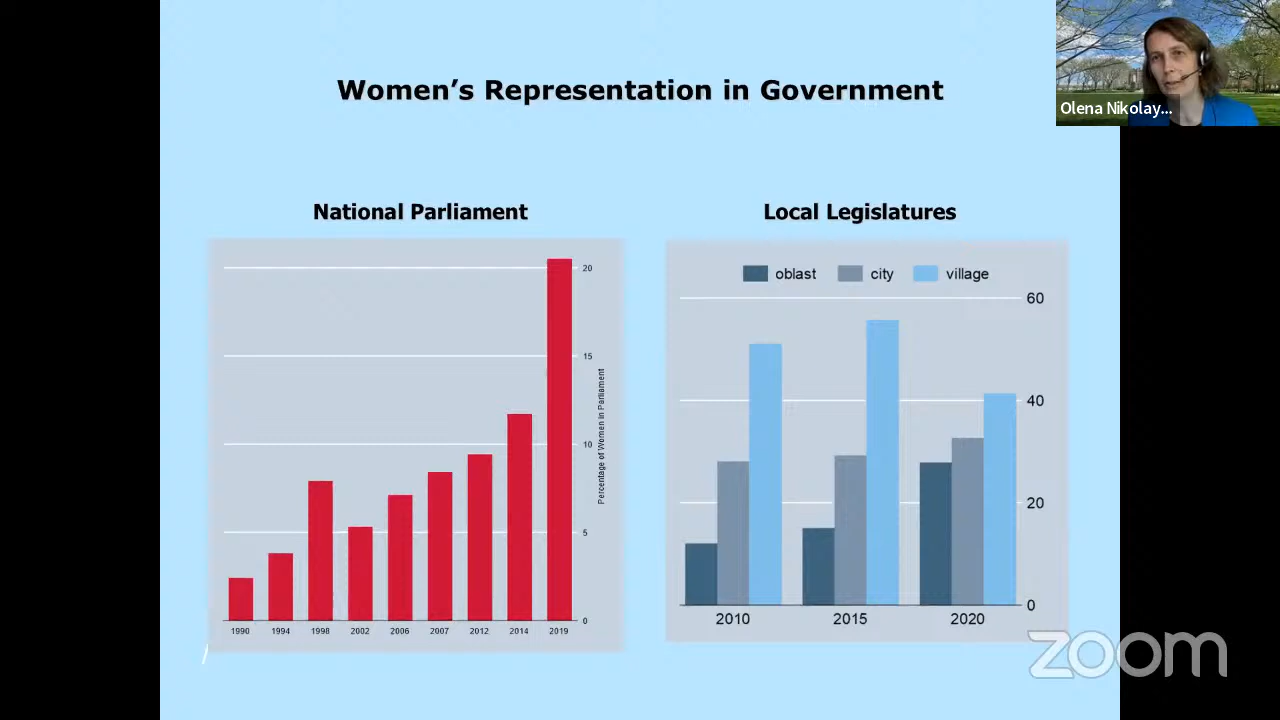 Women's Representation in Government
Olena Nikolay...
National Parliament
20
15
10
5
0
Percentage of Women in Parliament
1990 1994 1998 2002 2006 2007 2012 2014 2019
Local Legislatures
oblast city village
60
40
20
0
2010 2015 2020
zoom